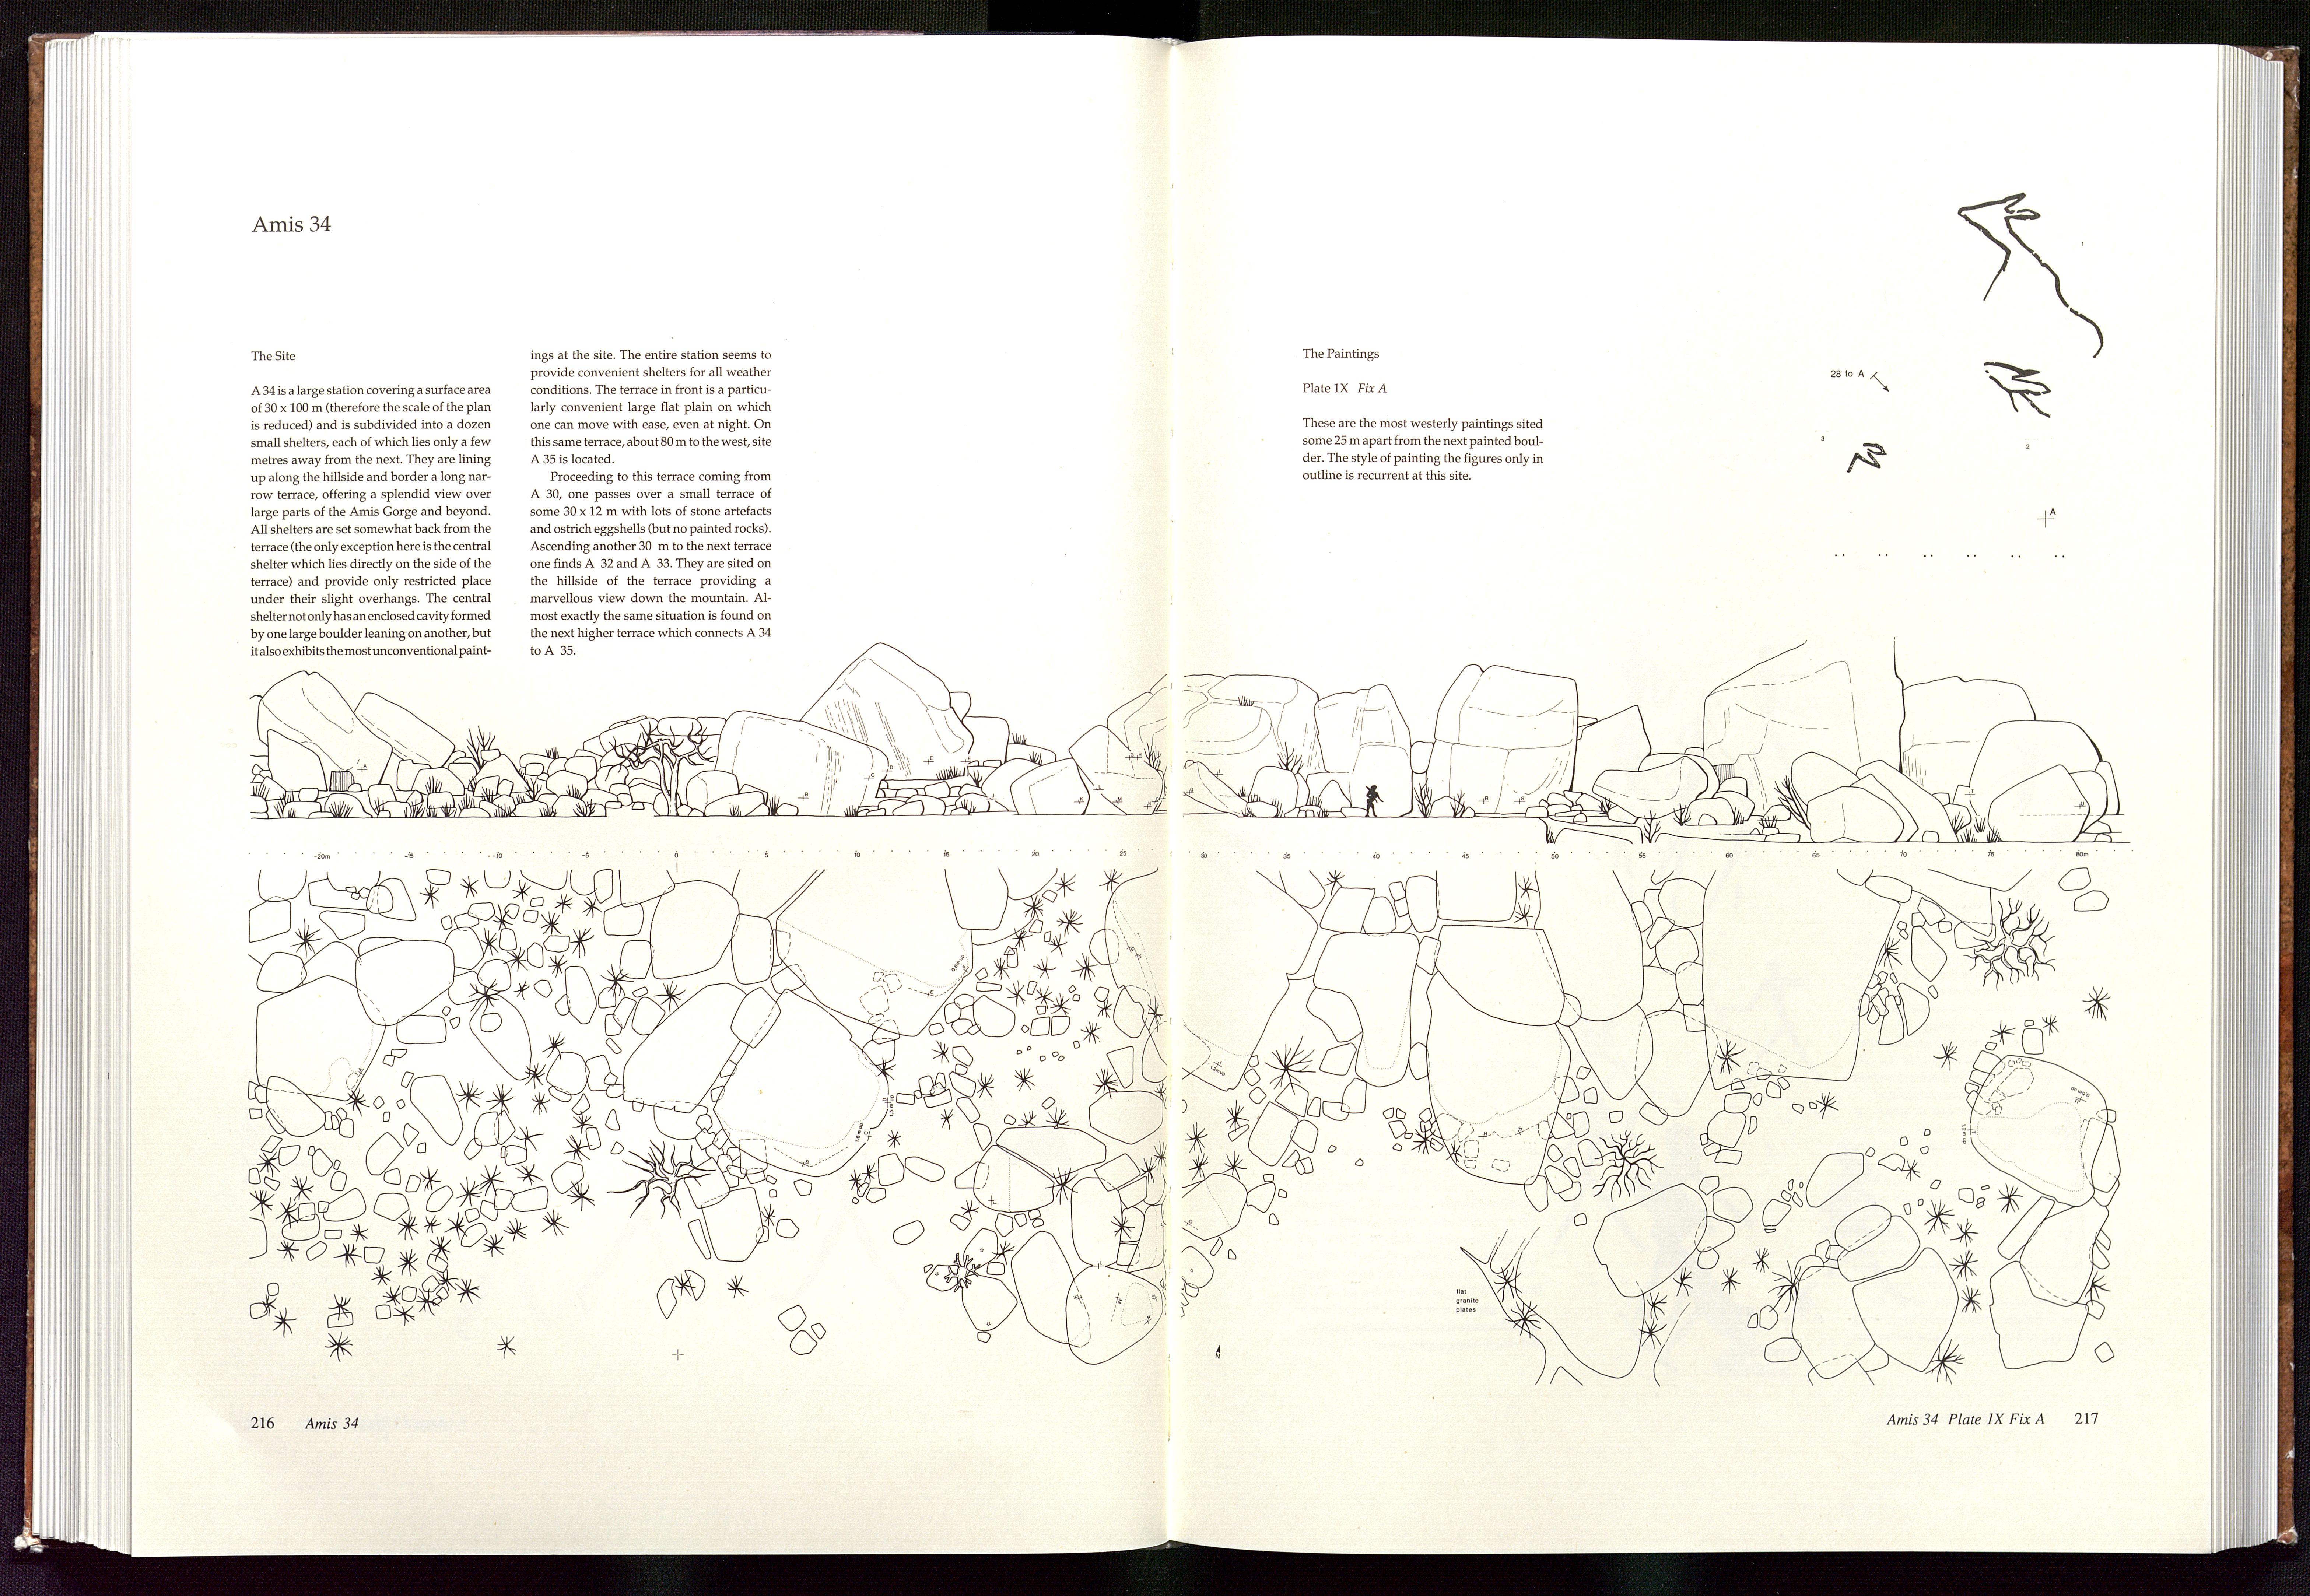 Amis 34
The Site
A 34 is a large station covering a surface area
of 30 x 100 m (therefore the scale of the plan
is reduced) and is subdivided into a dozen
small shelters, each of which lies only a few
metres away from the next. They are lining
up along the hillside and border a long nar-
row terrace, offering a splendid view over
large parts of the Amis Gorge and beyond.
All shelters are set somewhat back from the
terrace (the only exception here is the central
shelter which lies directly on the side of the
terrace) and provide only restricted place
under their slight overhangs. The central
shelter not only has an enclosed cavity formed
by one large boulder leaning on another, but
it also exhibits the most unconventional paint-
ings at the site. The entire station seems to
provide convenient shelters for all weather
conditions. The terrace in front is a particu-
larly convenient large flat plain on which
one can move with ease, even at night. On
this same terrace, about 80 m to the west, site
A 35 is located.
Proceeding to this terrace coming from
A 30, one passes over a small terrace of
some 30 x 12 m with lots of stone artefacts
and ostrich eggshells (but no painted rocks).
Ascending another 30 m to the next terrace
one finds A 32 and A 33. They are sited on
the hillside of the terrace providing a
marvellous view down the mountain. Al-
most exactly the same situation is found on
the next higher terrace which connects A 34
to A 35.
The Paintings
Plate 1X Fix A
These are the most westerly paintings sited
some 25 m apart from the next painted boul-
der. The style of painting the figures only in
outline is recurrent at this site.
1
28 to A
3
2
A
-20m -15 -10 -5 0 5 10 15 20 25 30 35 40 45 50 55 60 65 70 75 80m
flat
granite
plates
N
216 Amis 34
Amis 34 Plate 1X Fix A 217